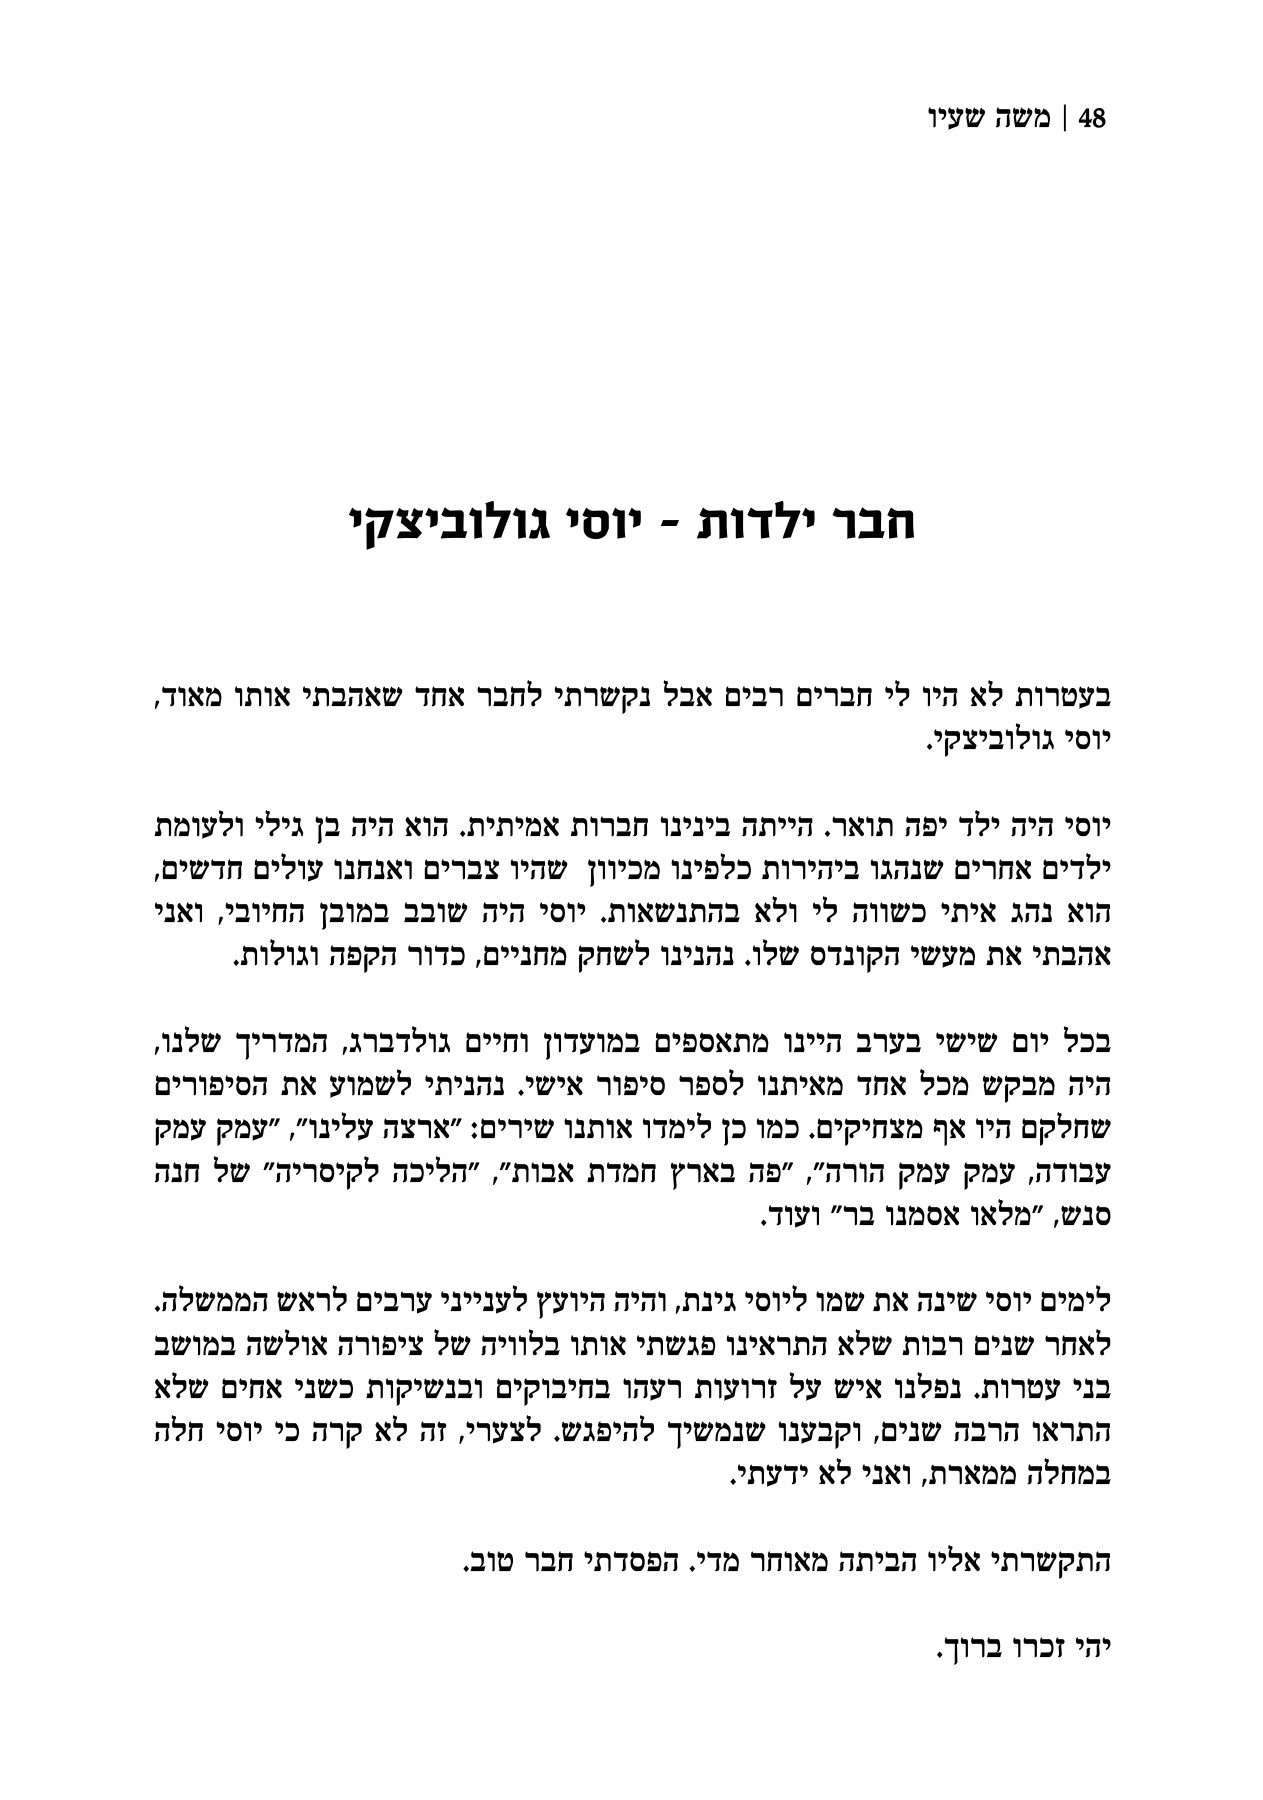 48 | משה שעיו
חבר ילדות - יוסי גולוביצקי
בעטרות לא היו לי חברים רבים אבל נקשרתי לחבר אחד שאהבתי אותו מאוד,
יוסי גולוביצקי.
יוסי היה ילד יפה תואר. הייתה בינינו חברות אמיתית. הוא היה בן גילי ולעומת
ילדים אחרים שנהגו ביהירות כלפינו מכיוון  שהיו צברים ואנחנו עולים חדשים,
הוא נהג איתי כשווה לי ולא בהתנשאות. יוסי היה שובב במובן החיובי, ואני
אהבתי את מעשי הקונדס שלו. נהנינו לשחק מחניים, כדור הקפה וגולות.
בכל יום שישי בערב היינו מתאספים במועדון וחיים גולדברג, המדריך שלנו,
היה מבקש מכל אחד מאיתנו לספר סיפור אישי. נהניתי לשמוע את הסיפורים
שחלקם היו אף מצחיקים. כמו כן לימדו אותנו שירים: ״ארצה עלינו״, ״עמק עמק
עבודה, עמק עמק הורה״, ״פה בארץ חמדת אבות״, ״הליכה לקיסריה״ של חנה
סנש, ״מלאו אסמנו בר״ ועוד.
לימים יוסי שינה את שמו ליוסי גינת, והיה היועץ לענייני ערבים לראש הממשלה.
לאחר שנים רבות שלא התראינו פגשתי אותו בלוויה של ציפורה אולשה במושב
בני עטרות. נפלנו איש על זרועות רעהו בחיבוקים ובנשיקות כשני אחים שלא
התראו הרבה שנים, וקבענו שנמשיך להיפגש. לצערי, זה לא קרה כי יוסי חלה
במחלה ממארת, ואני לא ידעתי.
התקשרתי אליו הביתה מאוחר מדי. הפסדתי חבר טוב.
יהי זכרו ברוך.